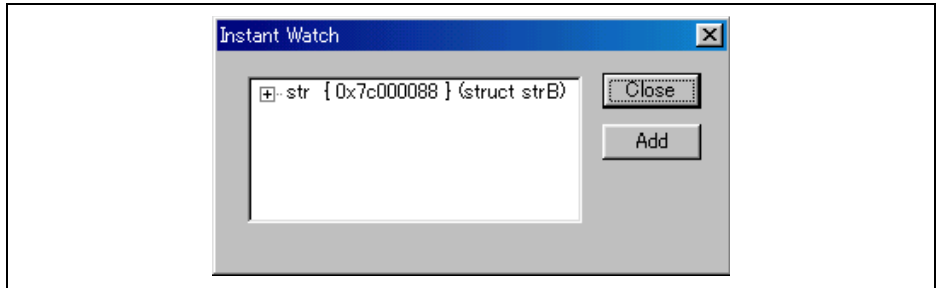 Instant Watch
str { 0x7c000088 } (struct strB)
Close
Add